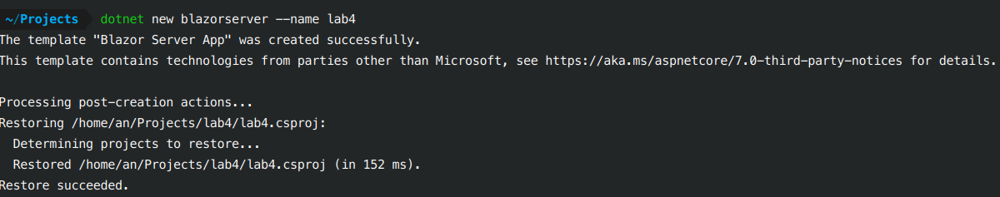 ~/Projects dotnet new blazorserver --name lab4
The template "Blazor Server App" was created successfully.
This template contains technologies from parties other than Microsoft, see https://aka.ms/aspnetcore/7.0-third-party-notices for details.
Processing post-creation actions...
Restoring /home/an/Projects/lab4/lab4.csproj:
Determining projects to restore...
Restored /home/an/Projects/lab4/lab4.csproj (in 152 ms).
Restore succeeded.